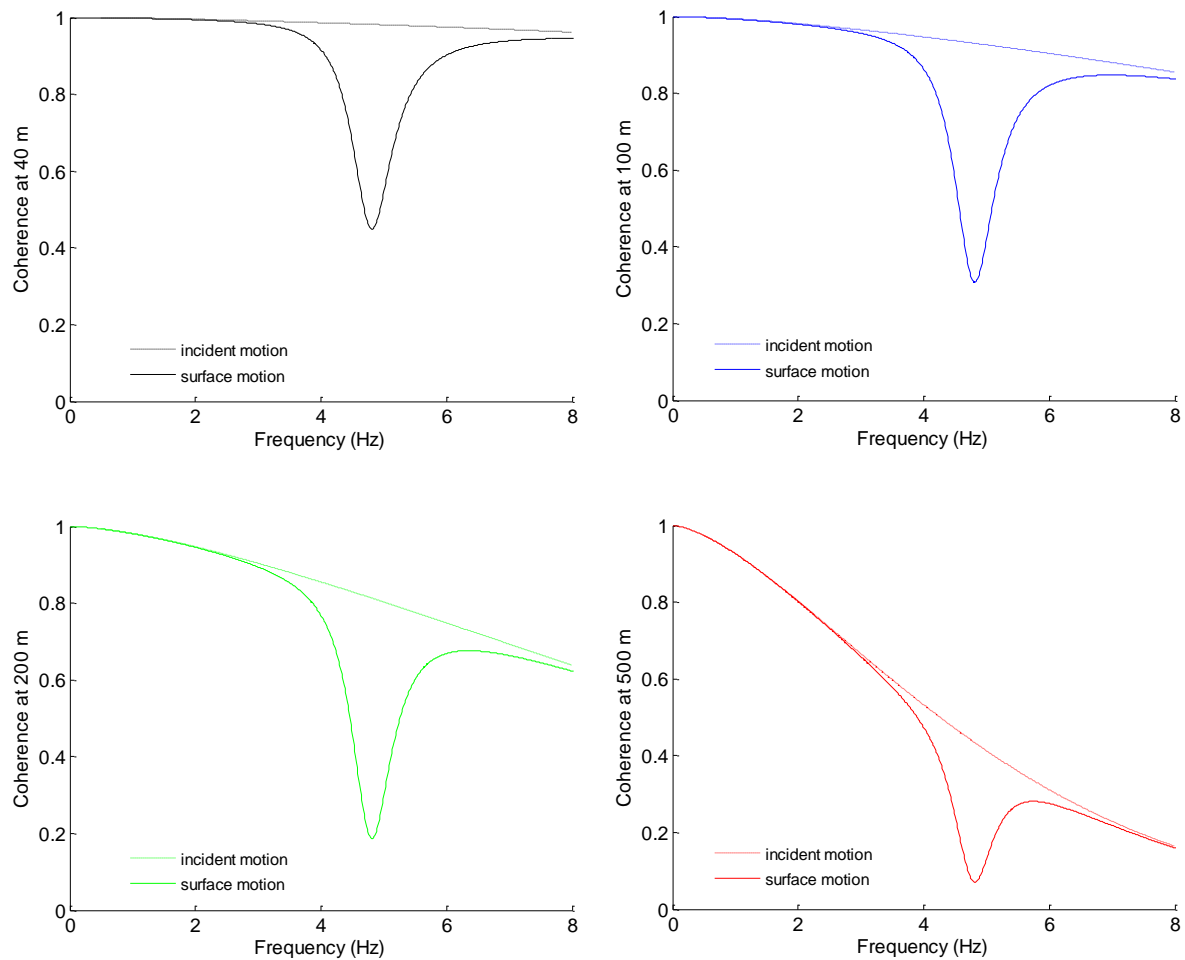 Coherence at 40 m
1
0.8
0.6
0.4
0.2
0
incident motion
surface motion
0 2 4 6 8
Frequency (Hz)
Coherence at 100 m
1
0.8
0.6
0.4
0.2
0
incident motion
surface motion
0 2 4 6 8
Frequency (Hz)
Coherence at 200 m
1
0.8
0.6
0.4
0.2
0
incident motion
surface motion
0 2 4 6 8
Frequency (Hz)
Coherence at 500 m
1
0.8
0.6
0.4
0.2
0
incident motion
surface motion
0 2 4 6 8
Frequency (Hz)